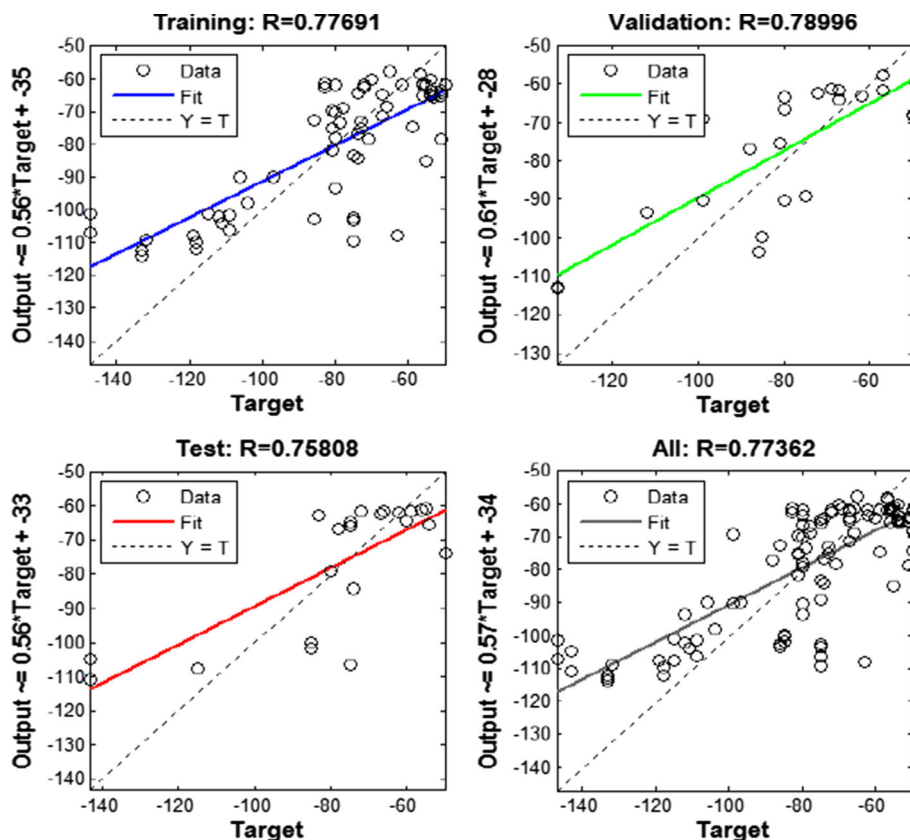 Training: R=0.77691
Output ~= 0.56*Target + -35
-50
-60
-70
-80
-90
-100
-110
-120
-130
-140
Data
Fit
Y = T
-140 -120 -100 -80 -60
Target
Validation: R=0.78996
Output ~= 0.61*Target + -28
-50
-60
-70
-80
-90
-100
-110
-120
-130
Data
Fit
Y = T
-120 -100 -80 -60
Target
Test: R=0.75808
Output ~= 0.56*Target + -33
-50
-60
-70
-80
-90
-100
-110
-120
-130
-140
Data
Fit
Y = T
-140 -120 -100 -80 -60
Target
All: R=0.77362
Output ~= 0.57*Target + -34
-50
-60
-70
-80
-90
-100
-110
-120
-130
-140
Data
Fit
Y = T
-140 -120 -100 -80 -60
Target